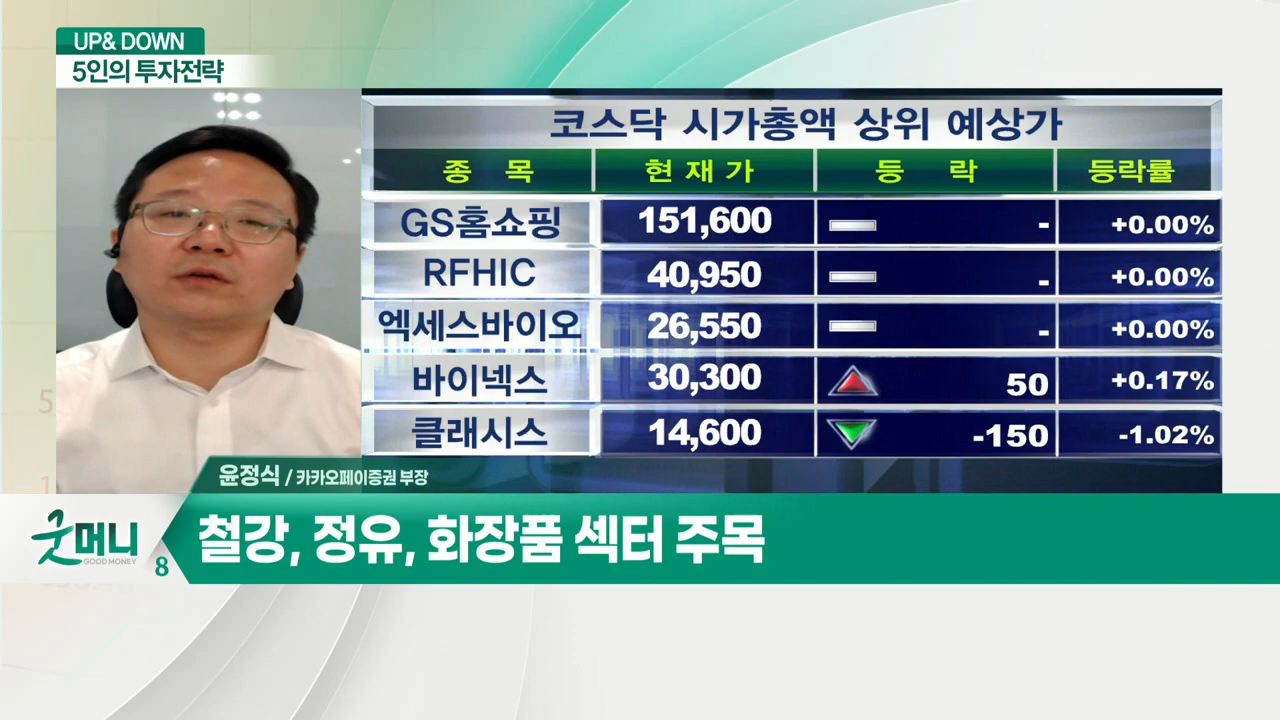 UP& DOWN
5인의 투자전략
코스닥 시가총액 상위 예상가
종 목 현 재 가 등 락 등락률
GS홈쇼핑 151,600 - +0.00%
RFHIC 40,950 - +0.00%
엑세스바이오 26,550 - +0.00%
바이넥스 30,300 50 +0.17%
클래시스 14,600 -150 -1.02%
윤정식 / 카카오페이증권 부장
굿머니
GOOD MONEY
8
철강, 정유, 화장품 섹터 주목